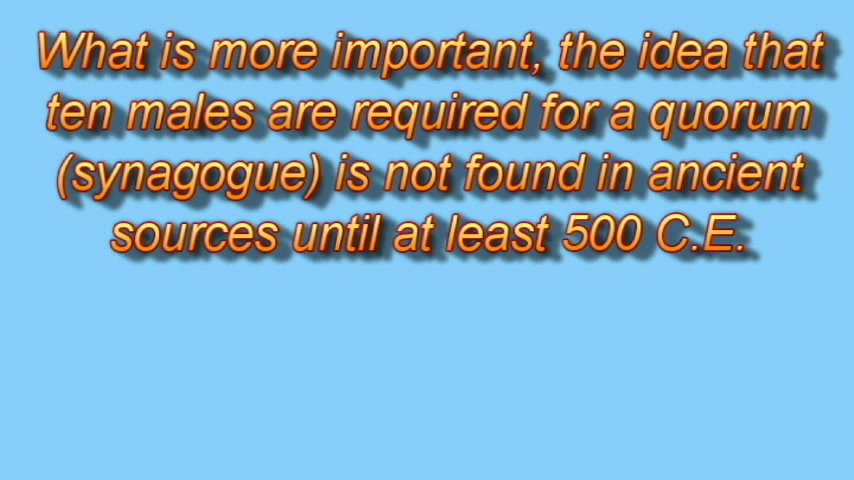 What is more important, the idea that
ten males are required for a quorum
(synagogue) is not found in ancient
sources until at least 500 C.E.